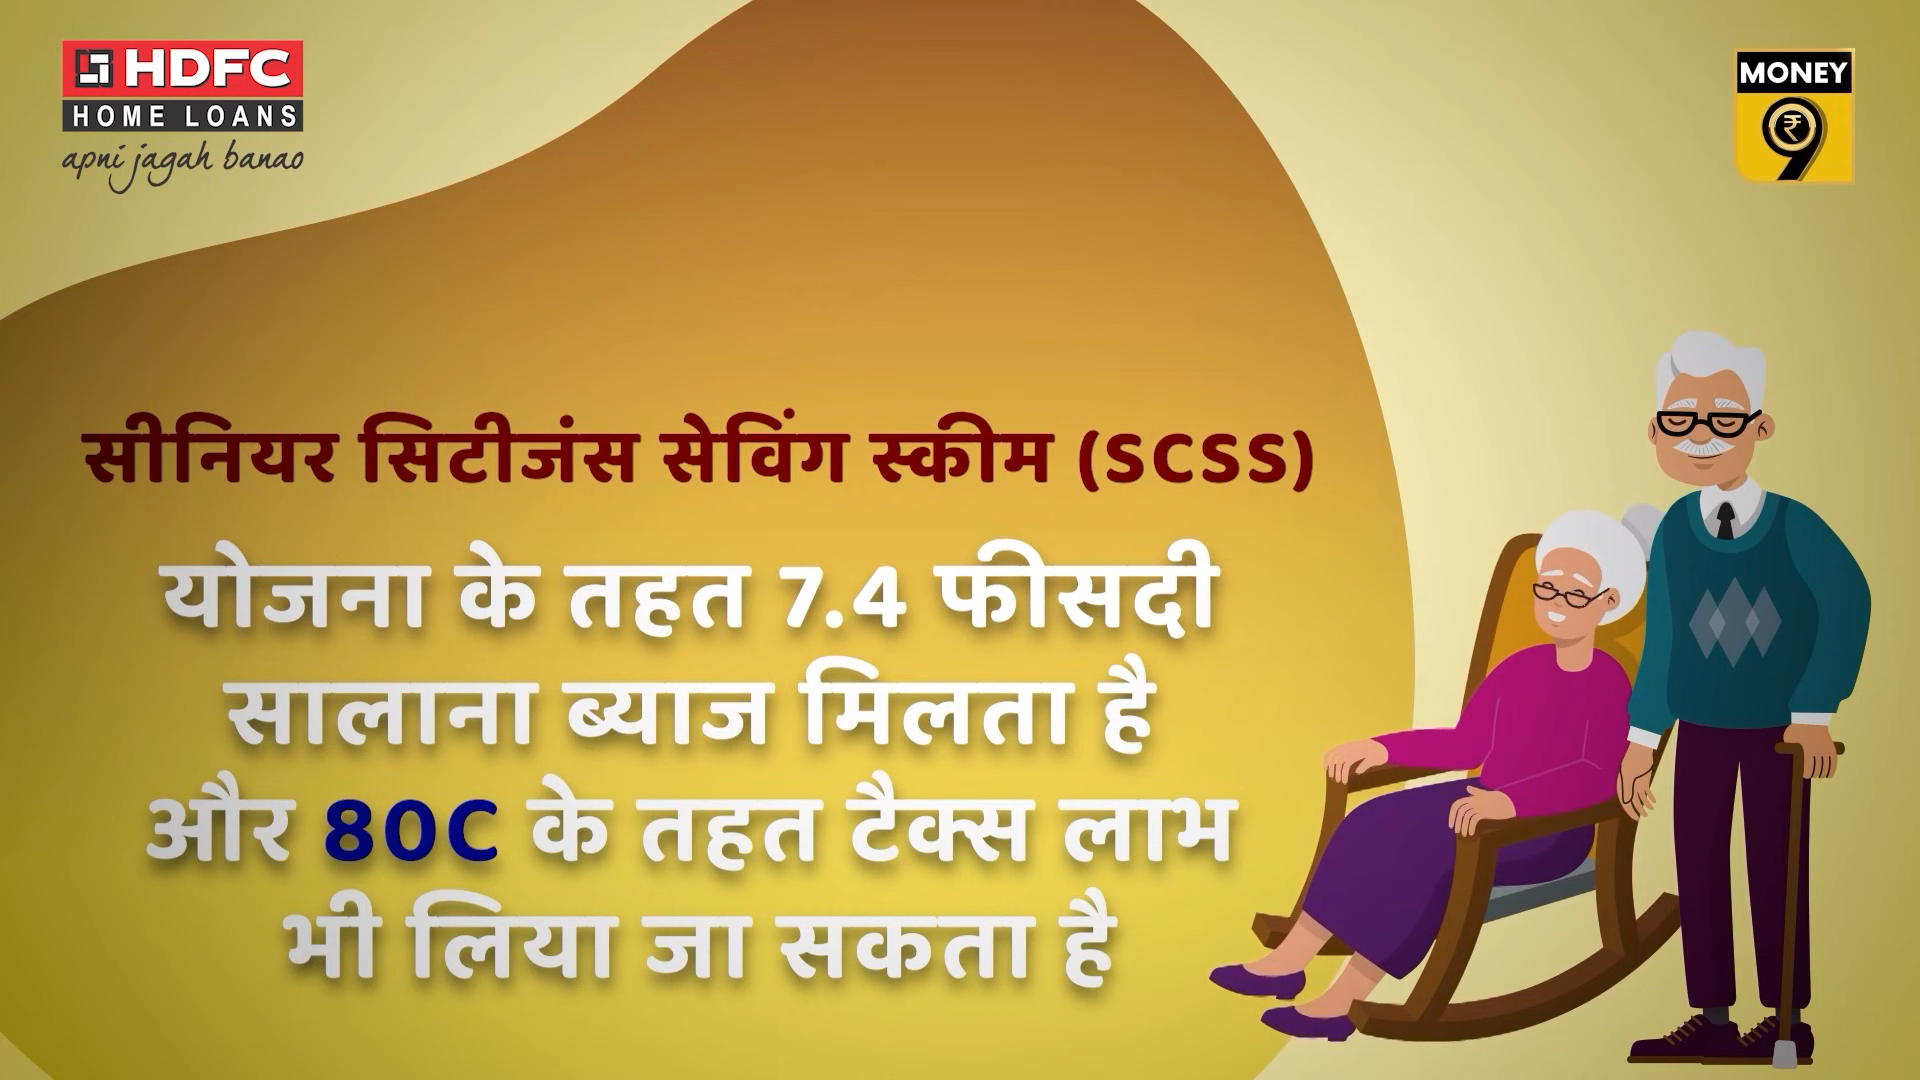 HDFC
HOME LOANS
apni jagah banao
MONEY
9
सीनियर सिटीजंस सेविंग स्कीम (SCSS)
योजना के तहत 7.4 फीसदी
सालाना ब्याज मिलता है
और 80C के तहत टैक्स लाभ
भी लिया जा सकता है